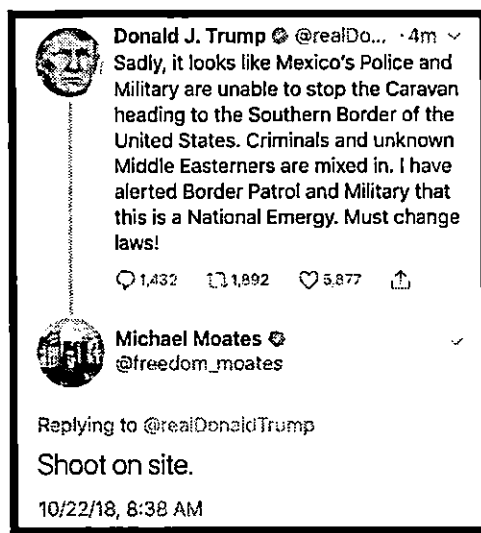 Donald J. Trump @realDo... · 4m
Sadly, it looks like Mexico's Police and
Military are unable to stop the Caravan
heading to the Southern Border of the
United States. Criminals and unknown
Middle Easterners are mixed in. I have
alerted Border Patrol and Military that
this is a National Emergy. Must change
laws!
1,432 1,892 5,877
Michael Moates
@freedom_moates
Replying to @realDonaldTrump
Shoot on site.
10/22/18, 8:38 AM